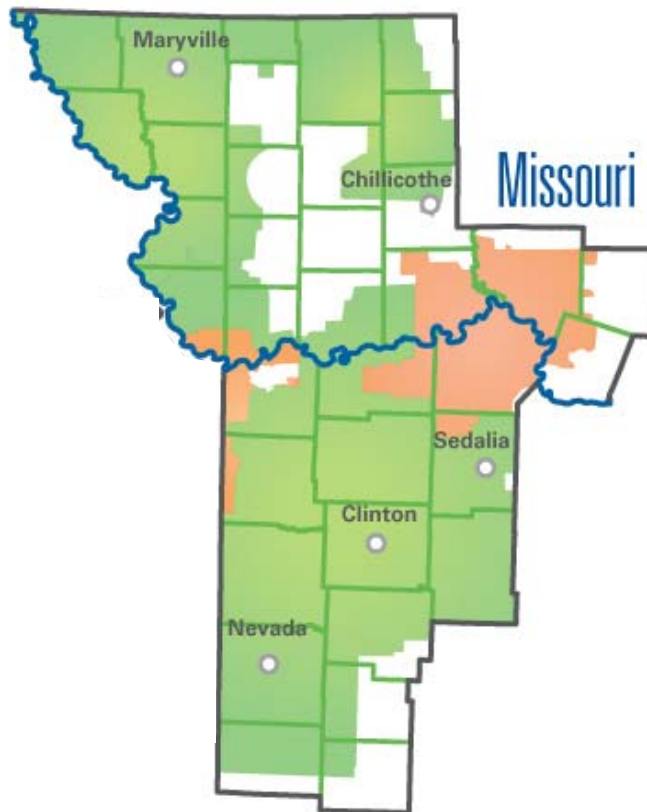 Maryville
Chillicothe
Missouri
Sedalia
Clinton
Nevada